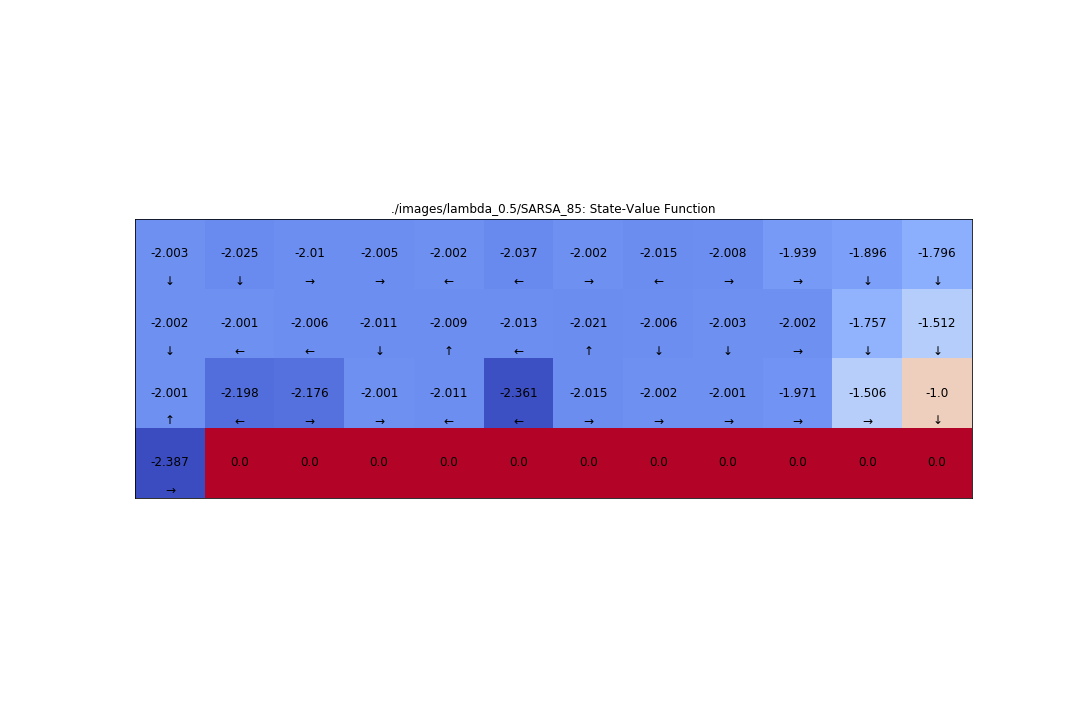 ./images/lambda_0.5/SARSA_85: State-Value Function
-2.003 -2.025 -2.01 -2.005 -2.002 -2.037 -2.002 -2.015 -2.008 -1.939 -1.896 -1.796
↓ ↓ → → ← ← → ← → → ↓ ↓
-2.002 -2.001 -2.006 -2.011 -2.009 -2.013 -2.021 -2.006 -2.003 -2.002 -1.757 -1.512
↓ ← ← ↓ ↑ ← ↑ ↓ ↓ → ↓ ↓
-2.001 -2.198 -2.176 -2.001 -2.011 -2.361 -2.015 -2.002 -2.001 -1.971 -1.506 -1.0
↑ ← → → ← ← → → → → → ↓
-2.387 0.0 0.0 0.0 0.0 0.0 0.0 0.0 0.0 0.0 0.0 0.0
→